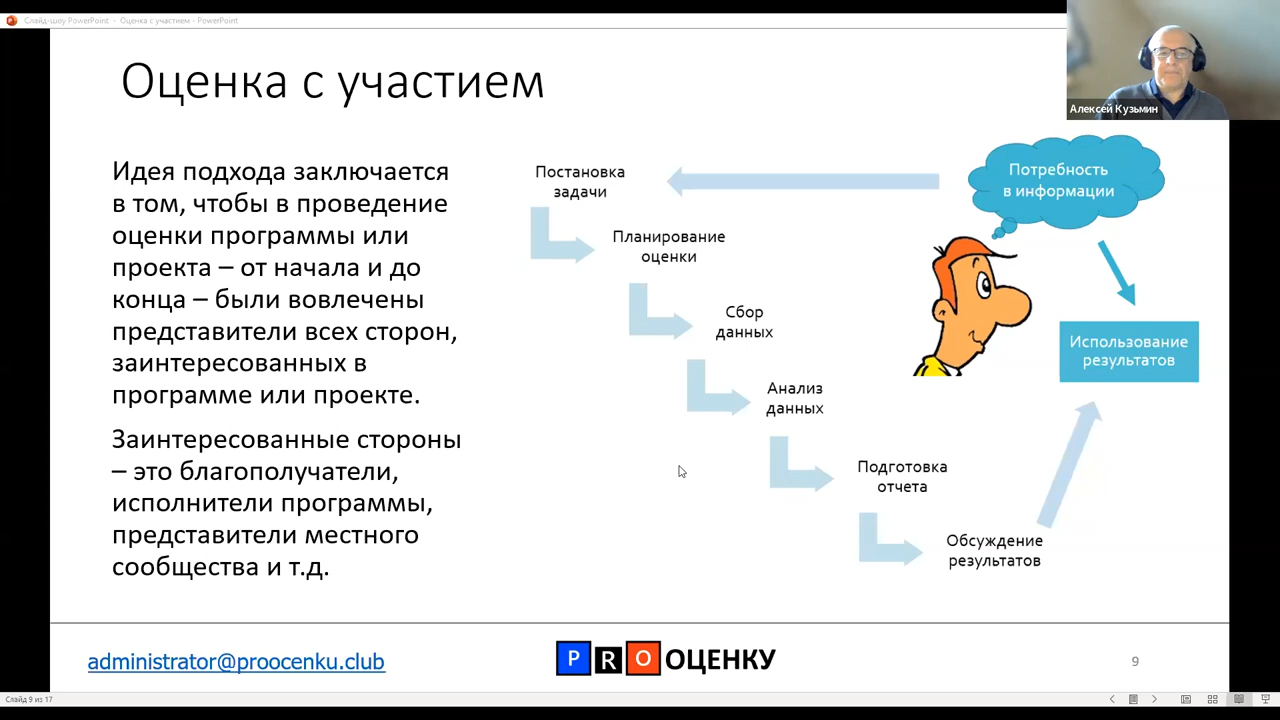 Слайд-шоу PowerPoint - Оценка с участием - PowerPoint
Алексей Кузьмин
Оценка с участием
Идея подхода заключается
в том, чтобы в проведение
оценки программы или
проекта – от начала и до
конца – были вовлечены
представители всех сторон,
заинтересованных в
программе или проекте.
Заинтересованные стороны
– это благополучатели,
исполнители программы,
представители местного
сообщества и т.д.
Постановка
задачи
Планирование
оценки
Сбор
данных
Анализ
данных
Подготовка
отчета
Обсуждение
результатов
Потребность
в информации
Использование
результатов
administrator@proocenku.club
PRO ОЦЕНКУ
9
Слайд 9 из 17